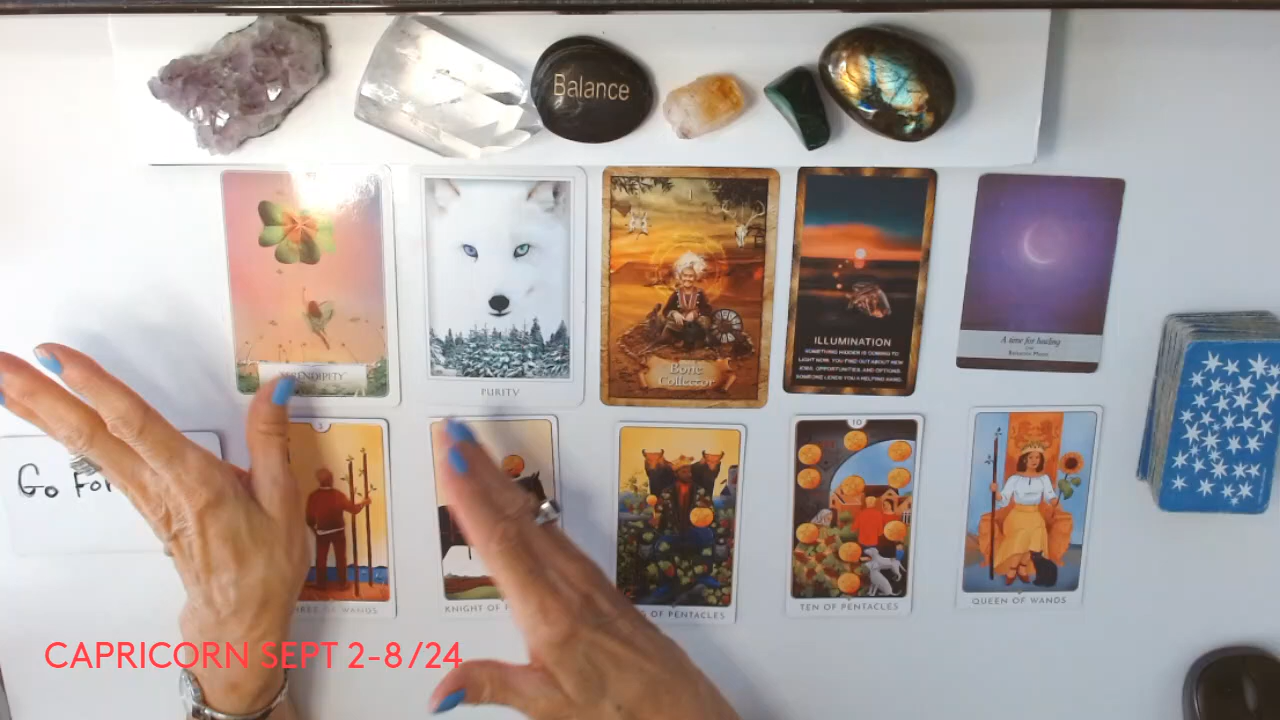 Balance
SERENDIPITY
PURITY
1
Bone
Collector
ILLUMINATION
SOMETHING HIDDEN IS COMING TO
LIGHT NOW. YOU FIND OUT ABOUT NEW
IDEAS, OPPORTUNITIES AND OPTIONS.
SOMEONE LENDS YOU A HELPING HAND.
A time for healing
Balsamic Moon
Go For
3
10
THREE OF WANDS
KNIGHT OF
OF PENTACLES
TEN OF PENTACLES
QUEEN OF WANDS
CAPRICORN SEPT 2-8/24